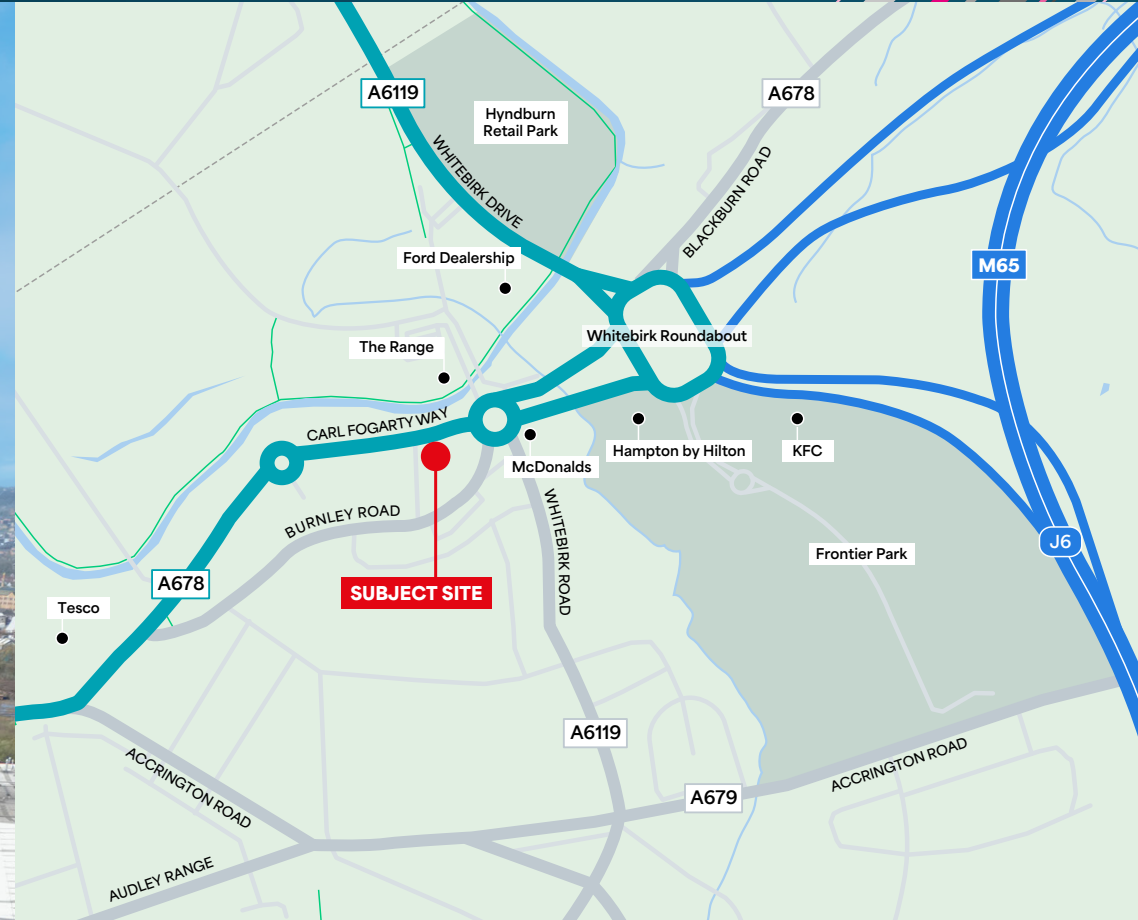 A6119
A678
Hyndburn
Retail Park
WHITEBIRK DRIVE
BLACKBURN ROAD
Ford Dealership
M65
Whitebirk Roundabout
The Range
CARL FOGARTY WAY
McDonalds
Hampton by Hilton
KFC
BURNLEY ROAD
WHITEBIRK ROAD
J6
Frontier Park
A678
SUBJECT SITE
Tesco
A6119
ACCRINGTON ROAD
ACCRINGTON ROAD
A679
AUDLEY RANGE